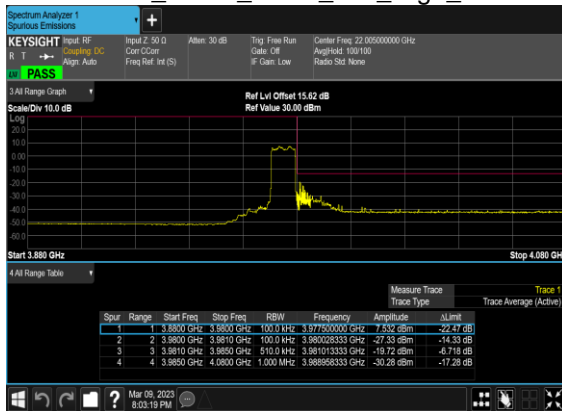 Spectrum Analyzer 1
Spurious Emissions
+
KEYSIGHT Input: RF Input Z: 50 Ω Atten: 30 dB Trig: Free Run Center Freq: 22.005000000 GHz
R T Coupling: DC Corr CCorr Gate: Off Avg|Hold: 100/100
Align: Auto Freq Ref: Int (S) IF Gain: Low Radio Std: None
PASS
3 All Range Graph
Ref Lvl Offset 15.62 dB
Scale/Div 10.0 dB Ref Value 30.00 dBm
Log
20.0
10.0
0.00
-10.0
-20.0
-30.0
-40.0
-50.0
-60.0
Start 3.880 GHz Stop 4.080 GH
4 All Range Table
Measure Trace Trace 1
Trace Type Trace Average (Active)
Spur Range Start Freq Stop Freq RBW Frequency Amplitude ΔLimit
1 1 3.8800 GHz 3.9800 GHz 100.0 kHz 3.977500000 GHz 7.532 dBm -22.47 dB
2 2 3.9800 GHz 3.9810 GHz 100.0 kHz 3.980028333 GHz -27.33 dBm -14.33 dB
3 3 3.9810 GHz 3.9850 GHz 510.0 kHz 3.981013333 GHz -19.72 dBm -6.718 dB
4 4 3.9850 GHz 4.0800 GHz 1.000 MHz 3.988958333 GHz -30.28 dBm -17.28 dB
? Mar 09, 2023
8:03:19 PM